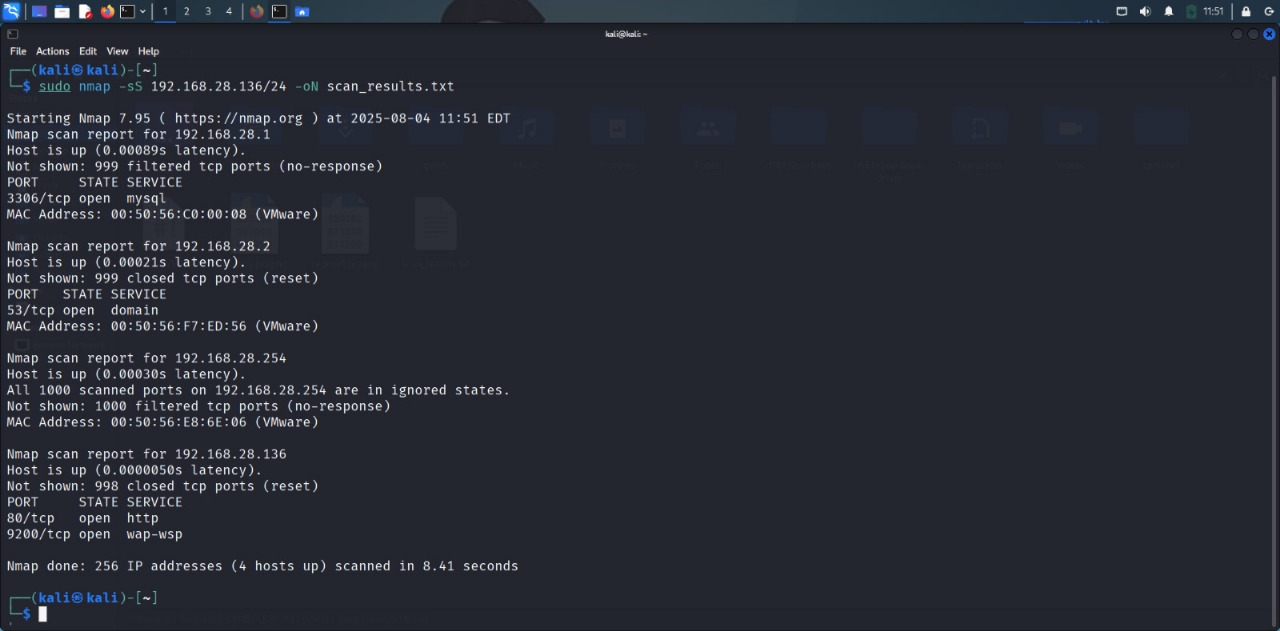 1 2 3 4 11:51
kali@kali: ~
File Actions Edit View Help
┌──(kali㉿kali)-[~]
└─$ sudo nmap -sS 192.168.28.136/24 -oN scan_results.txt
Starting Nmap 7.95 ( https://nmap.org ) at 2025-08-04 11:51 EDT
Nmap scan report for 192.168.28.1
Host is up (0.00089s latency).
Not shown: 999 filtered tcp ports (no-response)
PORT     STATE SERVICE
3306/tcp open  mysql
MAC Address: 00:50:56:C0:00:08 (VMware)
Nmap scan report for 192.168.28.2
Host is up (0.00021s latency).
Not shown: 999 closed tcp ports (reset)
PORT   STATE SERVICE
53/tcp open  domain
MAC Address: 00:50:56:F7:ED:56 (VMware)
Nmap scan report for 192.168.28.254
Host is up (0.00030s latency).
All 1000 scanned ports on 192.168.28.254 are in ignored states.
Not shown: 1000 filtered tcp ports (no-response)
MAC Address: 00:50:56:E8:6E:06 (VMware)
Nmap scan report for 192.168.28.136
Host is up (0.0000050s latency).
Not shown: 998 closed tcp ports (reset)
PORT     STATE SERVICE
80/tcp   open  http
9200/tcp open  wap-wsp
Nmap done: 256 IP addresses (4 hosts up) scanned in 8.41 seconds
┌──(kali㉿kali)-[~]
└─$